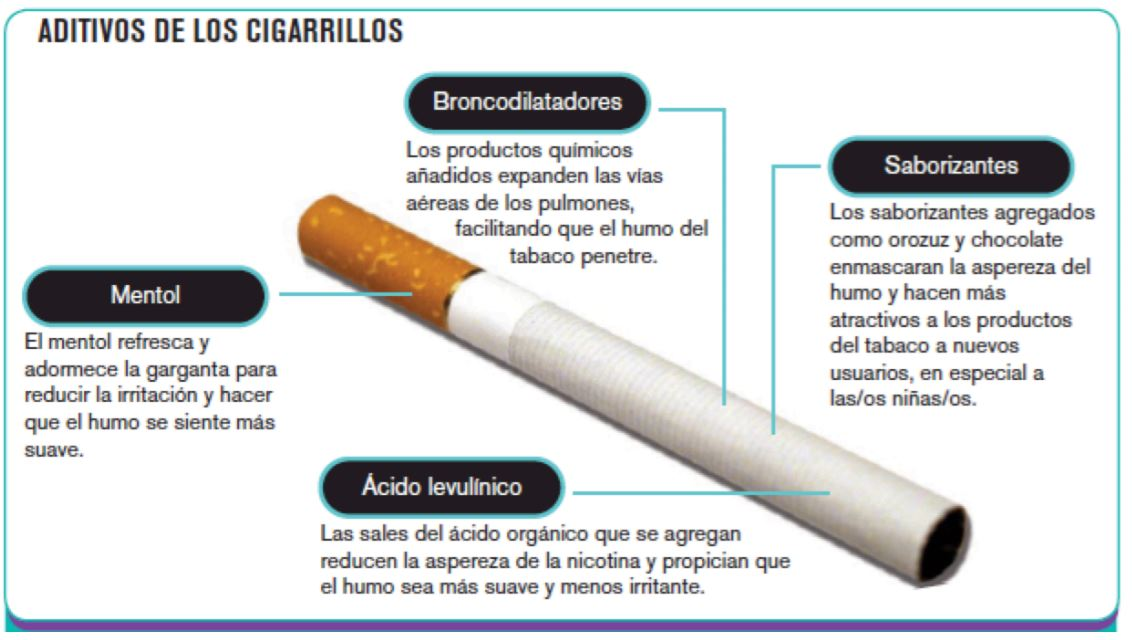 ADITIVOS DE LOS CIGARRILLOS
Broncodilatadores
Los productos químicos
añadidos expanden las vías
aéreas de los pulmones,
facilitando que el humo del
tabaco penetre.
Saborizantes
Los saborizantes agregados
como orozuz y chocolate
enmascaran la aspereza del
humo y hacen más
atractivos a los productos
del tabaco a nuevos
usuarios, en especial a
las/os niñas/os.
Mentol
El mentol refresca y
adormece la garganta para
reducir la irritación y hacer
que el humo se siente más
suave.
Ácido levulínico
Las sales del ácido orgánico que se agregan
reducen la aspereza de la nicotina y propician que
el humo sea más suave y menos irritante.